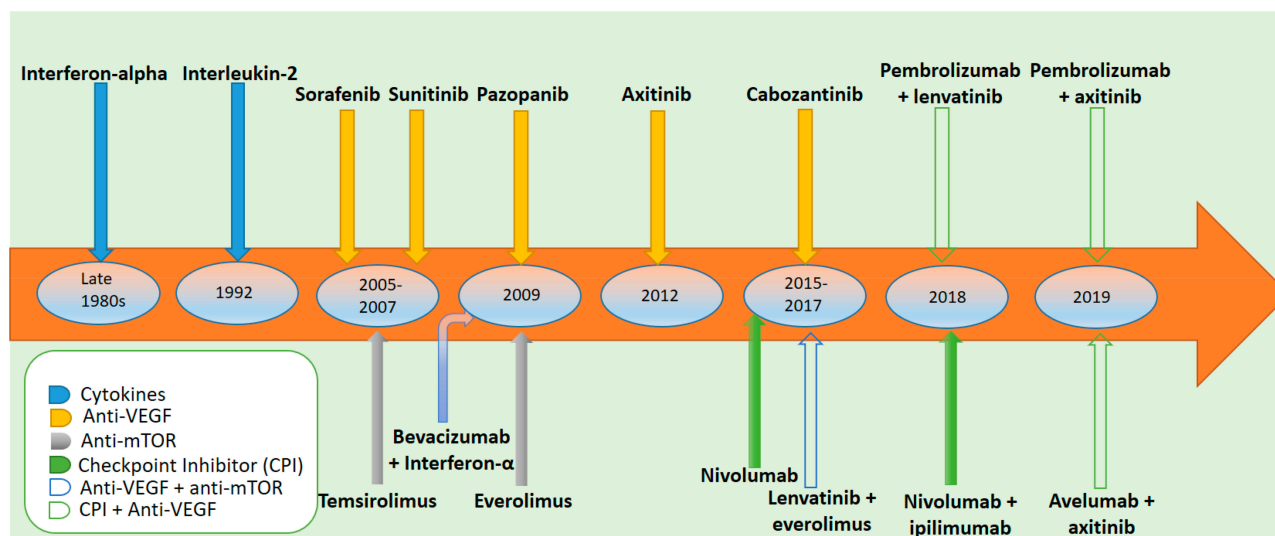 Interferon-alpha
Interleukin-2
Sorafenib
Sunitinib
Pazopanib
Axitinib
Cabozantinib
Pembrolizumab
+ lenvatinib
Pembrolizumab
+ axitinib
Late
1980s
1992
2005-
2007
2009
2012
2015-
2017
2018
2019
Cytokines
Anti-VEGF
Anti-mTOR
Checkpoint Inhibitor (CPI)
Anti-VEGF + anti-mTOR
CPI + Anti-VEGF
Bevacizumab
+ Interferon-α
Temsirolimus
Everolimus
Nivolumab
Lenvatinib +
everolimus
Nivolumab +
ipilimumab
Avelumab +
axitinib